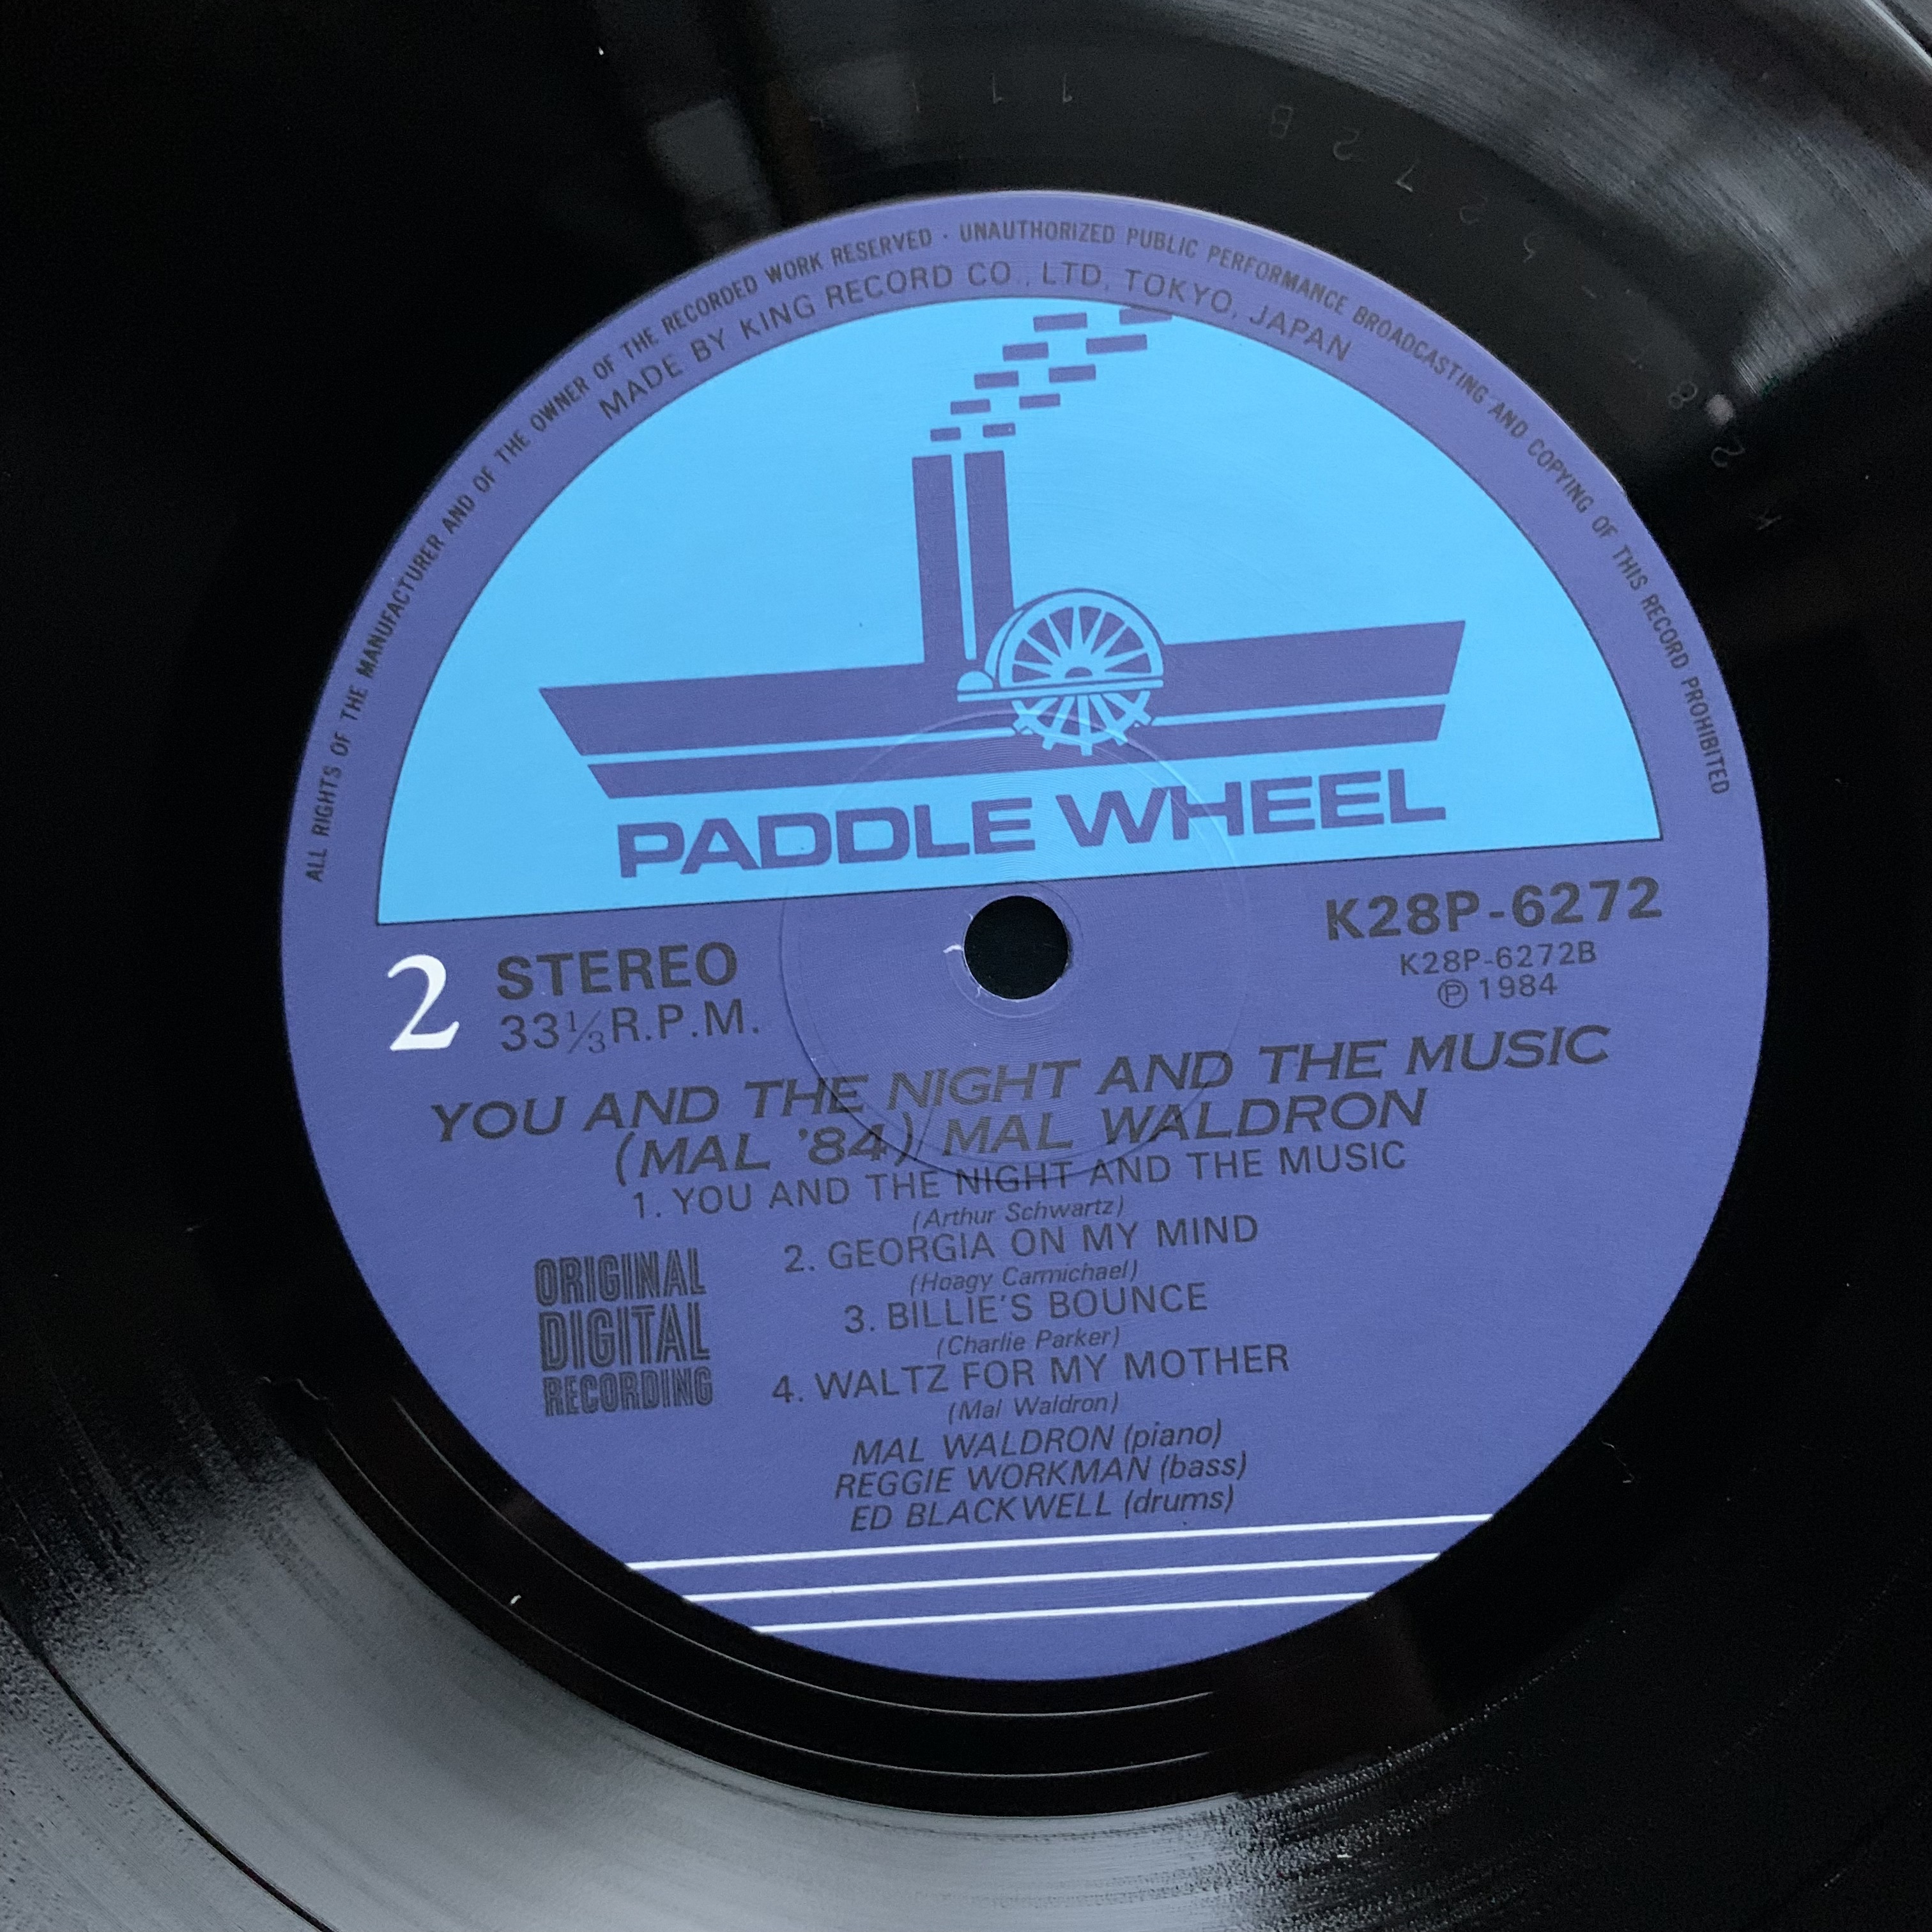 ALL RIGHTS OF THE MANUFACTURER AND OF THE OWNER OF THE RECORDED WORK RESERVED · UNAUTHORIZED PUBLIC PERFORMANCE BROADCASTING AND COPYING OF THIS RECORD PROHIBITED
MADE BY KING RECORD CO., LTD, TOKYO, JAPAN
PADDLE WHEEL
2 STEREO
33⅓ R.P.M.
K28P-6272
K28P-6272B
Ⓟ 1984
YOU AND THE NIGHT AND THE MUSIC
(MAL '84) MAL WALDRON
1. YOU AND THE NIGHT AND THE MUSIC
(Arthur Schwartz)
2. GEORGIA ON MY MIND
(Hoagy Carmichael)
3. BILLIE'S BOUNCE
(Charlie Parker)
4. WALTZ FOR MY MOTHER
(Mal Waldron)
ORIGINAL
DIGITAL
RECORDING
MAL WALDRON (piano)
REGGIE WORKMAN (bass)
ED BLACKWELL (drums)